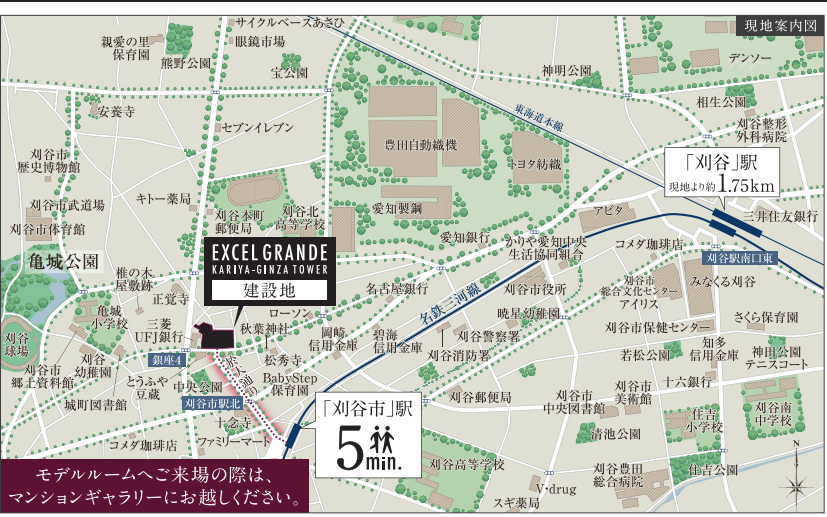 現地案内図
サイクルベースあさひ
親愛の里
保育園
眼鏡市場
熊野公園
宝公園
神明公園
デンソー
相生公園
安養寺
セブンイレブン
東海道本線
刈谷整形
外科病院
豊田自動織機
トヨタ紡織
「刈谷」駅
現地より約1.75km
刈谷市
歴史博物館
キトー薬局
刈谷市武道場
刈谷市体育館
刈谷本町
郵便局
刈谷北
高等学校
愛知製鋼
アピタ
三井住友銀行
愛知銀行
かりや愛知中央
生活協同組合
コメダ珈琲店
刈谷駅南口東
EXCEL GRANDE
KARIYA-GINZA TOWER
建設地
亀城公園
椎の木
屋敷跡
正覚寺
名古屋銀行
名鉄三河線
刈谷市役所
刈谷市
総合文化センター
アイリス
みなくる刈谷
亀城
小学校
三菱
UFJ銀行
ローソン
秋葉神社
岡崎
信用金庫
碧海
信用金庫
暁星幼稚園
刈谷警察署
刈谷消防署
刈谷市保健センター
さくら保育園
刈谷
球場
銀座4
松秀寺
若松公園
知多
信用金庫
神田公園
テニスコート
刈谷市
郷土資料館
刈谷
幼稚園
とうふや
豆蔵
中央公園
BabyStep
保育園
十六銀行
城町図書館
刈谷市駅北
「刈谷市」駅
5
min.
刈谷郵便局
刈谷市
中央図書館
刈谷市
美術館
住吉
小学校
刈谷南
中学校
十念寺
コメダ珈琲店
ファミリーマート
清池公園
刈谷高等学校
刈谷豊田
総合病院
住吉公園
V・drug
スギ薬局
N
モデルルームへご来場の際は、
マンションギャラリーにお越しください。